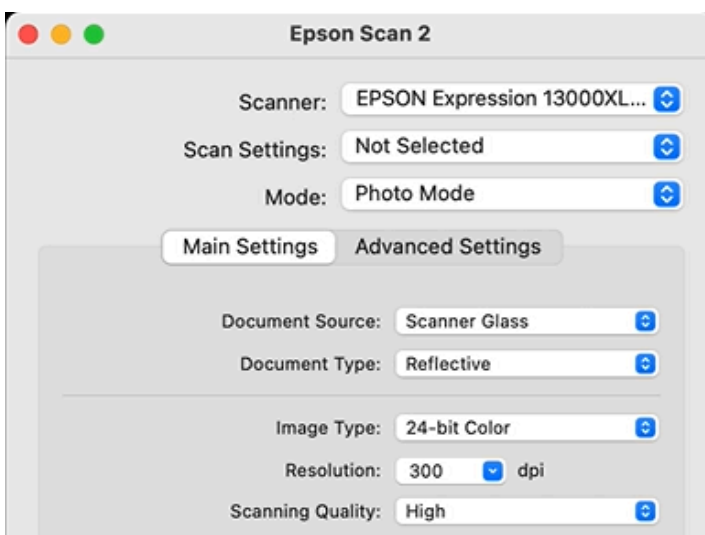 Epson Scan 2
Scanner: EPSON Expression 13000XL...
Scan Settings: Not Selected
Mode: Photo Mode
Main Settings Advanced Settings
Document Source: Scanner Glass
Document Type: Reflective
Image Type: 24-bit Color
Resolution: 300 dpi
Scanning Quality: High